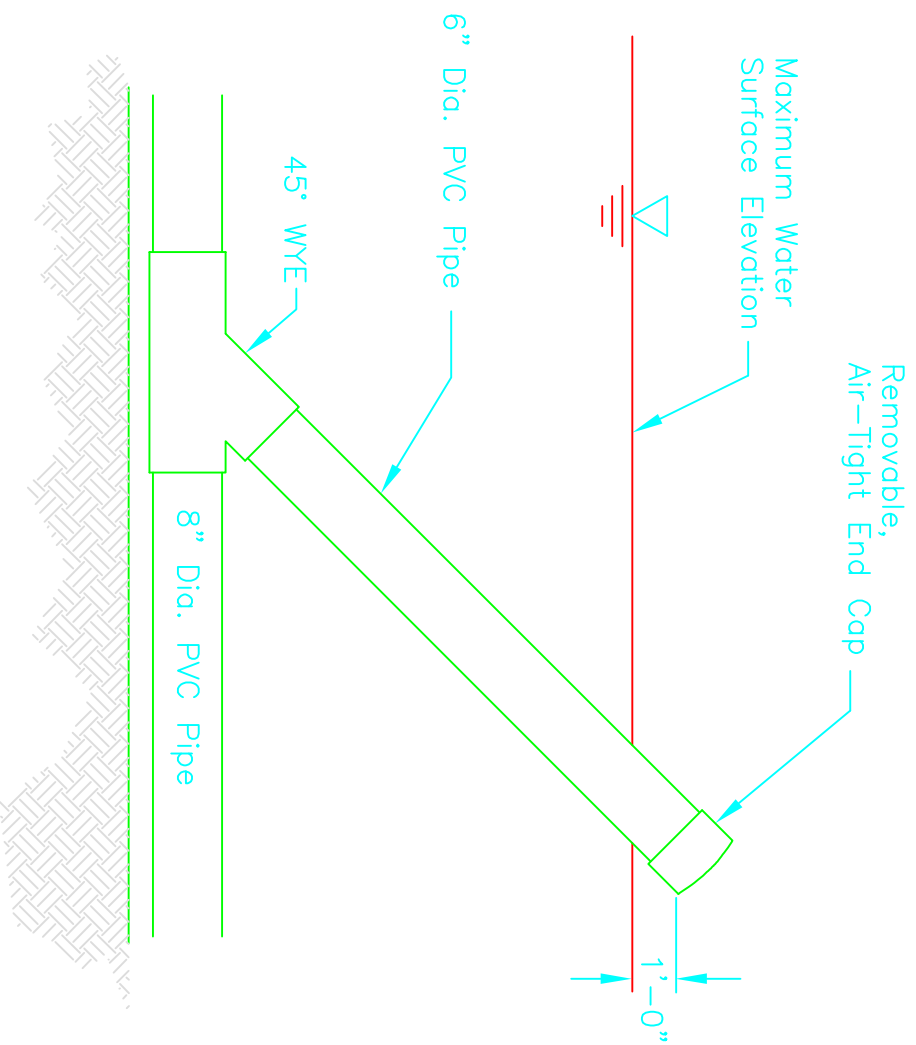 Removable,
Air-Tight End Cap
Maximum Water
Surface Elevation
1'-0"
6" Dia. PVC Pipe
45° WYE
8" Dia. PVC Pipe